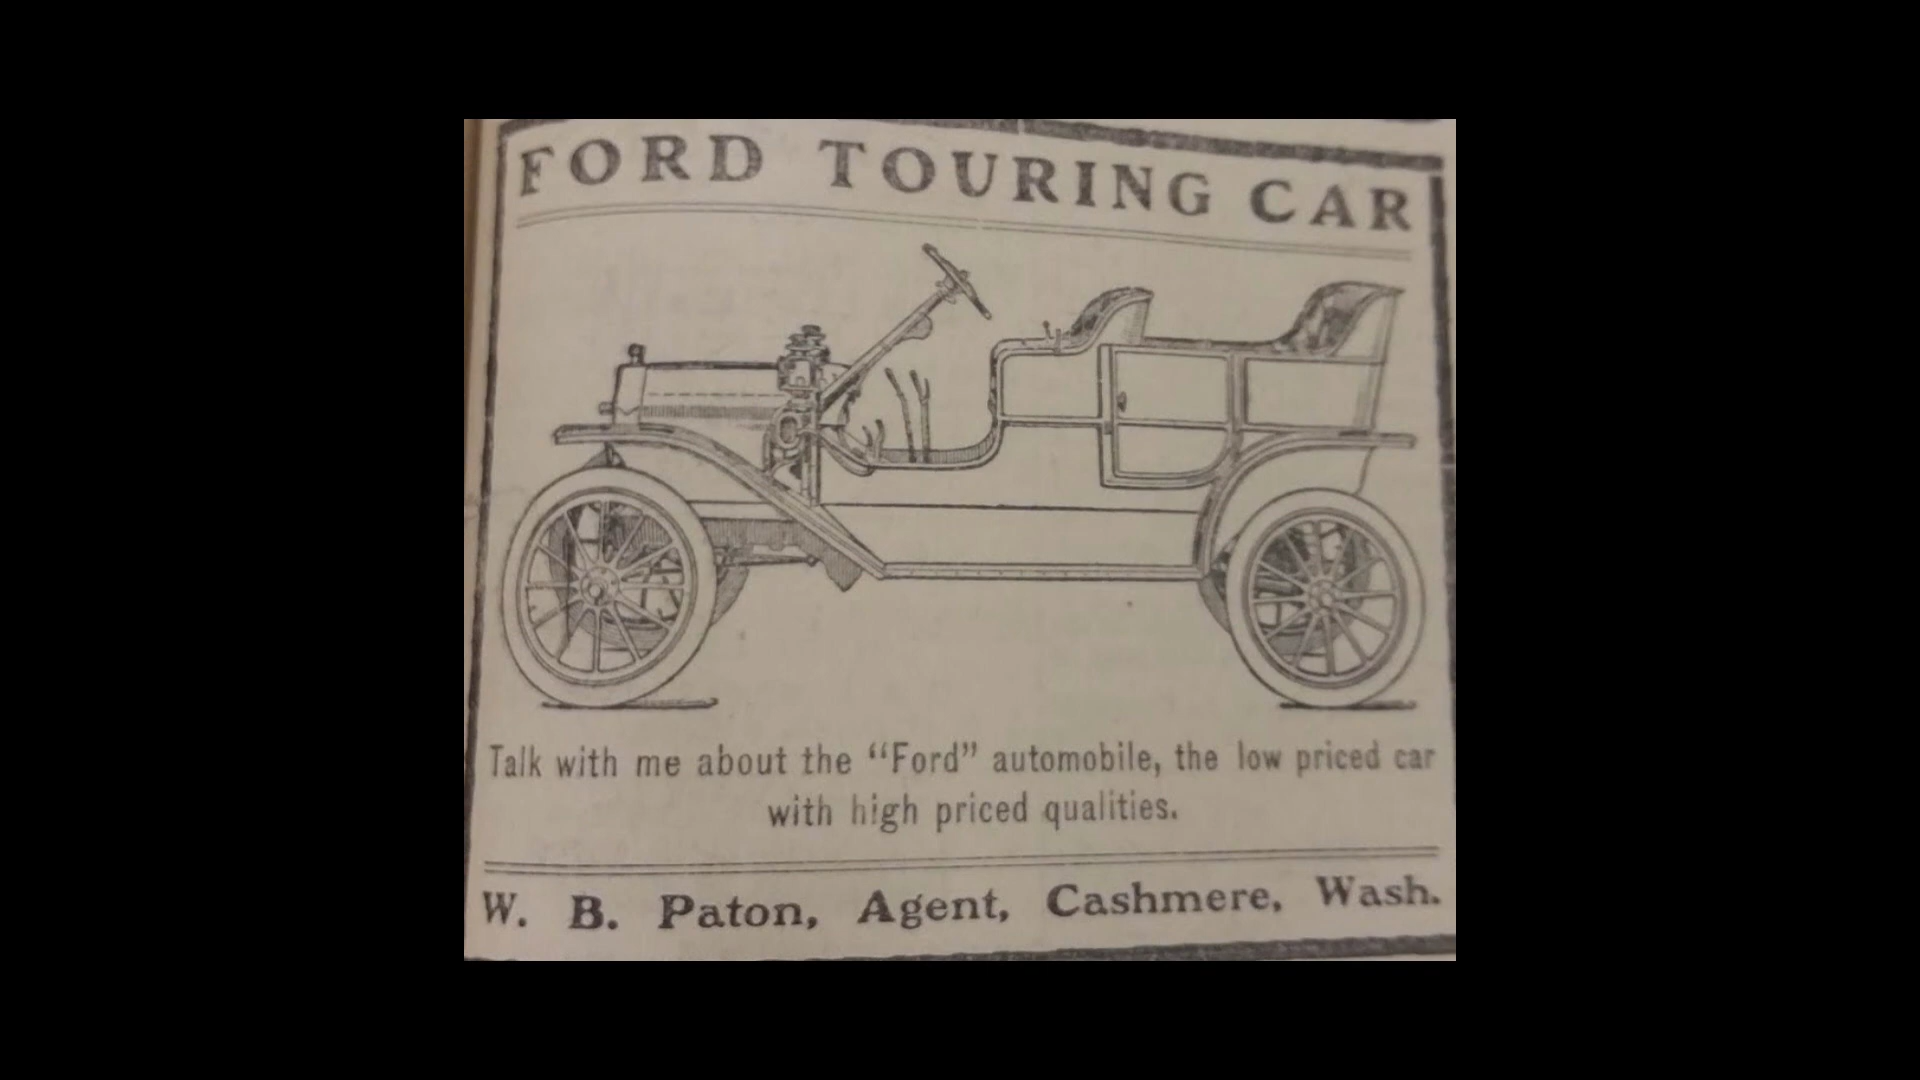 FORD TOURING CAR
Talk with me about the “Ford” automobile, the low priced car
with high priced qualities.
W. B. Paton, Agent, Cashmere, Wash.